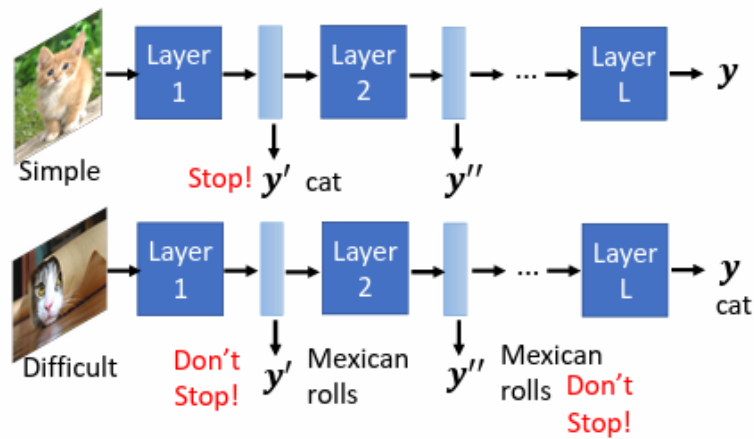 Layer 1
Layer 2
...
Layer L
y
Simple
Stop! y′ cat
y′′
Layer 1
Layer 2
...
Layer L
y
cat
Difficult
Don't Stop!
y′
Mexican rolls
y′′
Mexican rolls
Don't Stop!